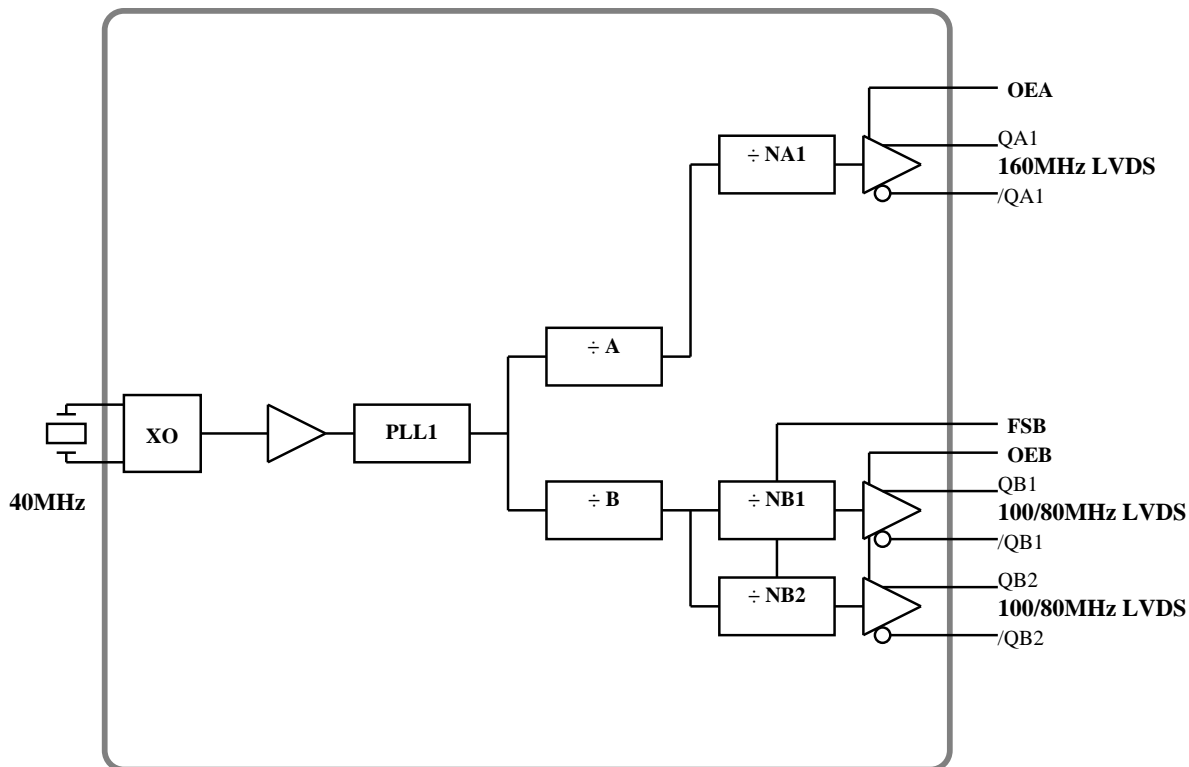 OEA
QA1
÷ NA1
160MHz LVDS
/QA1
÷ A
FSB
XO
PLL1
OEB
QB1
40MHz
÷ B
÷ NB1
100/80MHz LVDS
/QB1
QB2
÷ NB2
100/80MHz LVDS
/QB2